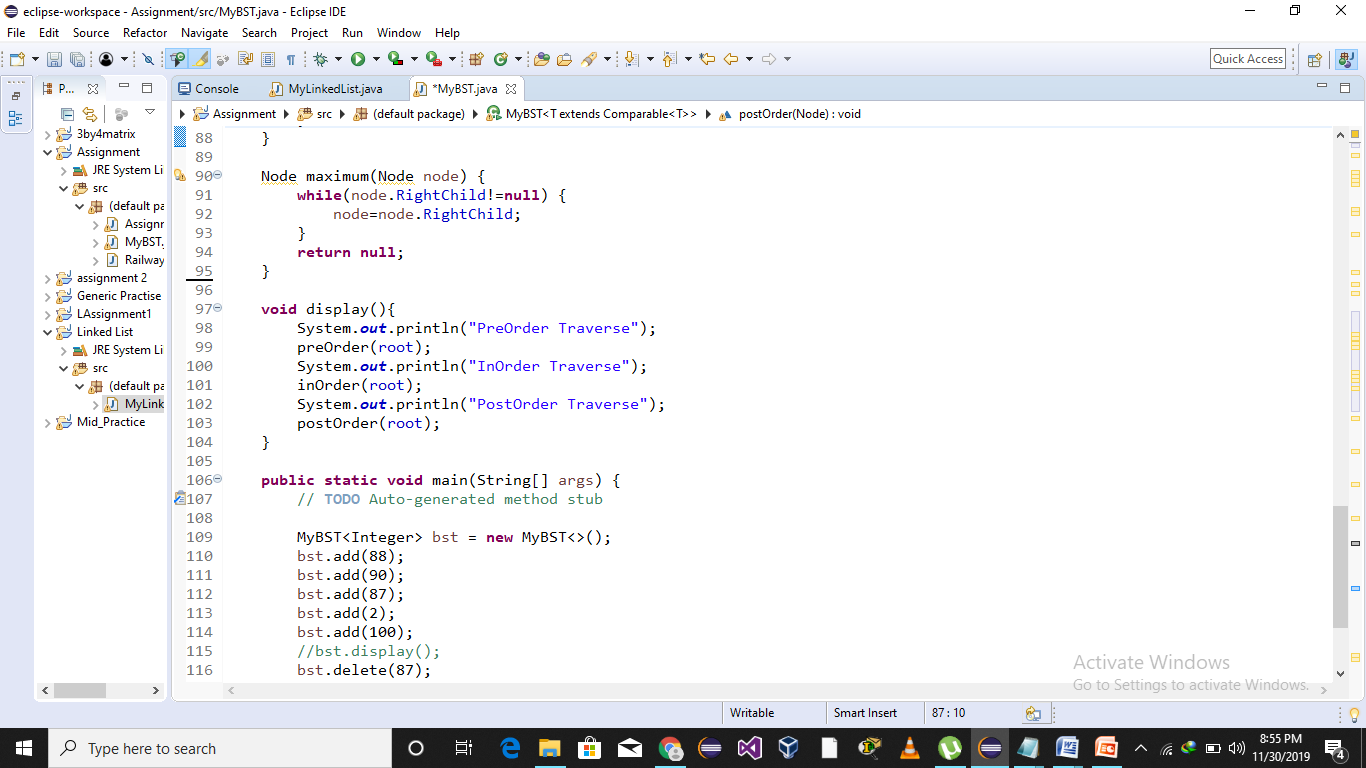 eclipse-workspace - Assignment/src/MyBST.java - Eclipse IDE
File Edit Source Refactor Navigate Search Project Run Window Help
Quick Access
P...
Console MyLinkedList.java *MyBST.java
Assignment src (default package) MyBST<T extends Comparable<T>> postOrder(Node) : void
3by4matrix
Assignment
JRE System Li
src
(default pa
Assignr
MyBST.
Railway
assignment 2
Generic Practise
LAssignment1
Linked List
JRE System Li
src
(default pa
MyLink
Mid_Practice
88 }
89
90 Node maximum(Node node) {
91 while(node.RightChild!=null) {
92 node=node.RightChild;
93 }
94 return null;
95 }
96
97 void display(){
98 System.out.println("PreOrder Traverse");
99 preOrder(root);
100 System.out.println("InOrder Traverse");
101 inOrder(root);
102 System.out.println("PostOrder Traverse");
103 postOrder(root);
104 }
105
106 public static void main(String[] args) {
107 // TODO Auto-generated method stub
108
109 MyBST<Integer> bst = new MyBST<>();
110 bst.add(88);
111 bst.add(90);
112 bst.add(87);
113 bst.add(2);
114 bst.add(100);
115 //bst.display();
116 bst.delete(87);
Activate Windows
Go to Settings to activate Windows.
Writable Smart Insert 87 : 10
Type here to search
8:55 PM
11/30/2019
4